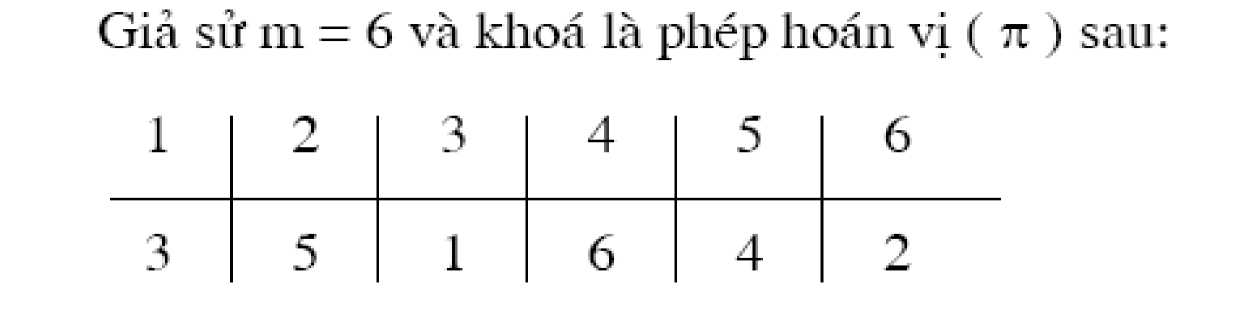 Giả sử m = 6 và khoá là phép hoán vị ( π ) sau:
1 2 3 4 5 6
3 5 1 6 4 2